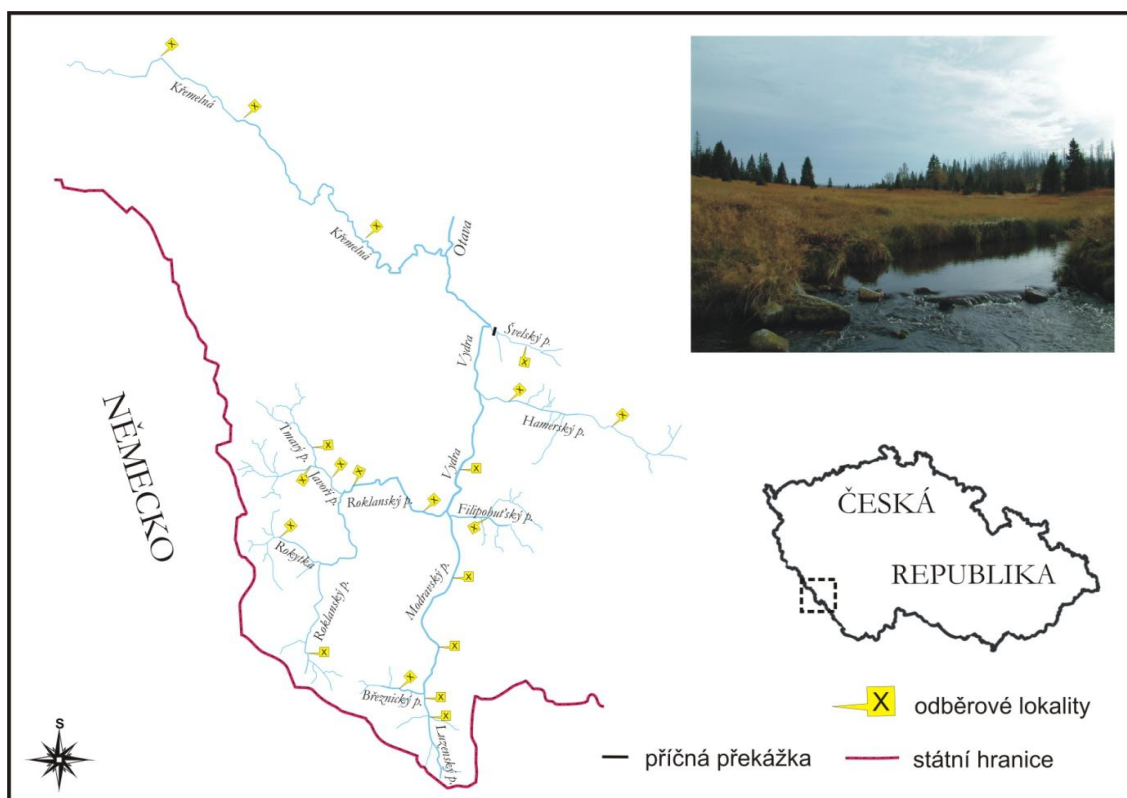 Křemelná
Křemelná
Otava
Švelský p.
Vydra
Hamerský p.
NĚMECKO
Tmavý p.
Javoří p.
Vydra
Roklanský p.
Filipohuťský p.
Rokytka
Modravský p.
Roklanský p.
Březnický p.
Luzenský p.
ČESKÁ
REPUBLIKA
X odběrové lokality
příčná překážka
státní hranice
S